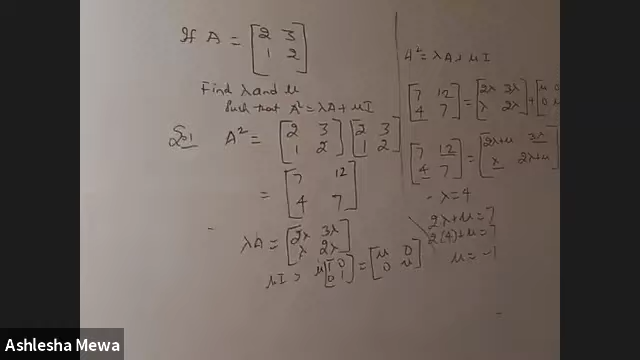 If A = [2 3
1 2]
Find λ and μ
Such that A² = λA + μI
Sol A² = [2 3 [2 3
1 2] 1 2]
= [7 12
4 7]
λA = [2λ 3λ
λ 2λ]
μI = μ[1 0 = [μ 0
0 1] 0 μ]
A² = λA + μI
[7 12 = [2λ 3λ + [μ 0
4 7] λ 2λ] 0 μ
[7 12 = [2λ+μ 3λ
4 7] λ 2λ+μ]
λ = 4
2λ + μ = 7
2(4) + μ = 7
μ = -1
Ashlesha Mewa